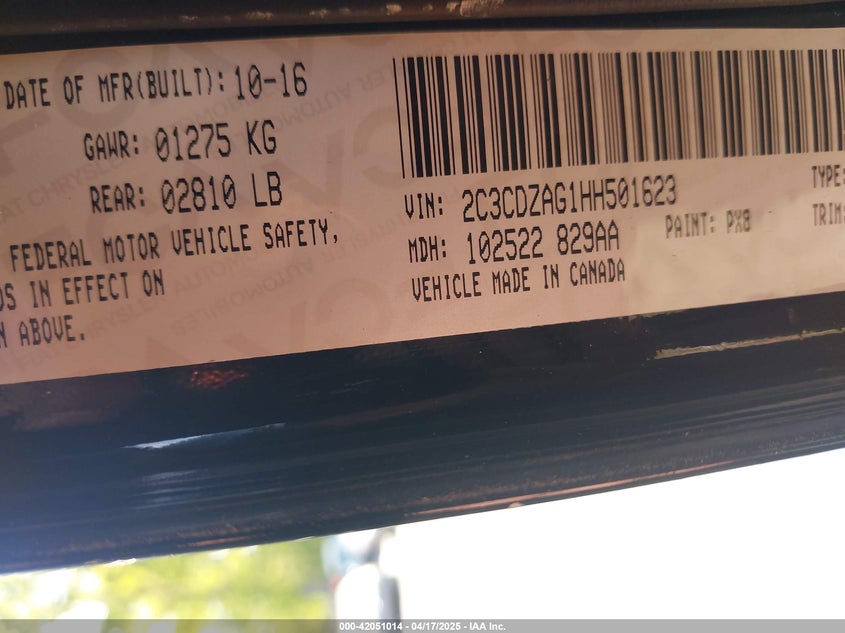 DATE OF MFR(BUILT): 10-16
GAWR: 01275 KG
REAR: 02810 LB
FEDERAL MOTOR VEHICLE SAFETY,
IN EFFECT ON
ABOVE.
VIN: 2C3CDZAG1HH501623
TYPE:
MDH: 102522 829AA
PAINT: PX8
TRIM:
VEHICLE MADE IN CANADA
000-42051014 - 04/17/2025 - IAA Inc.